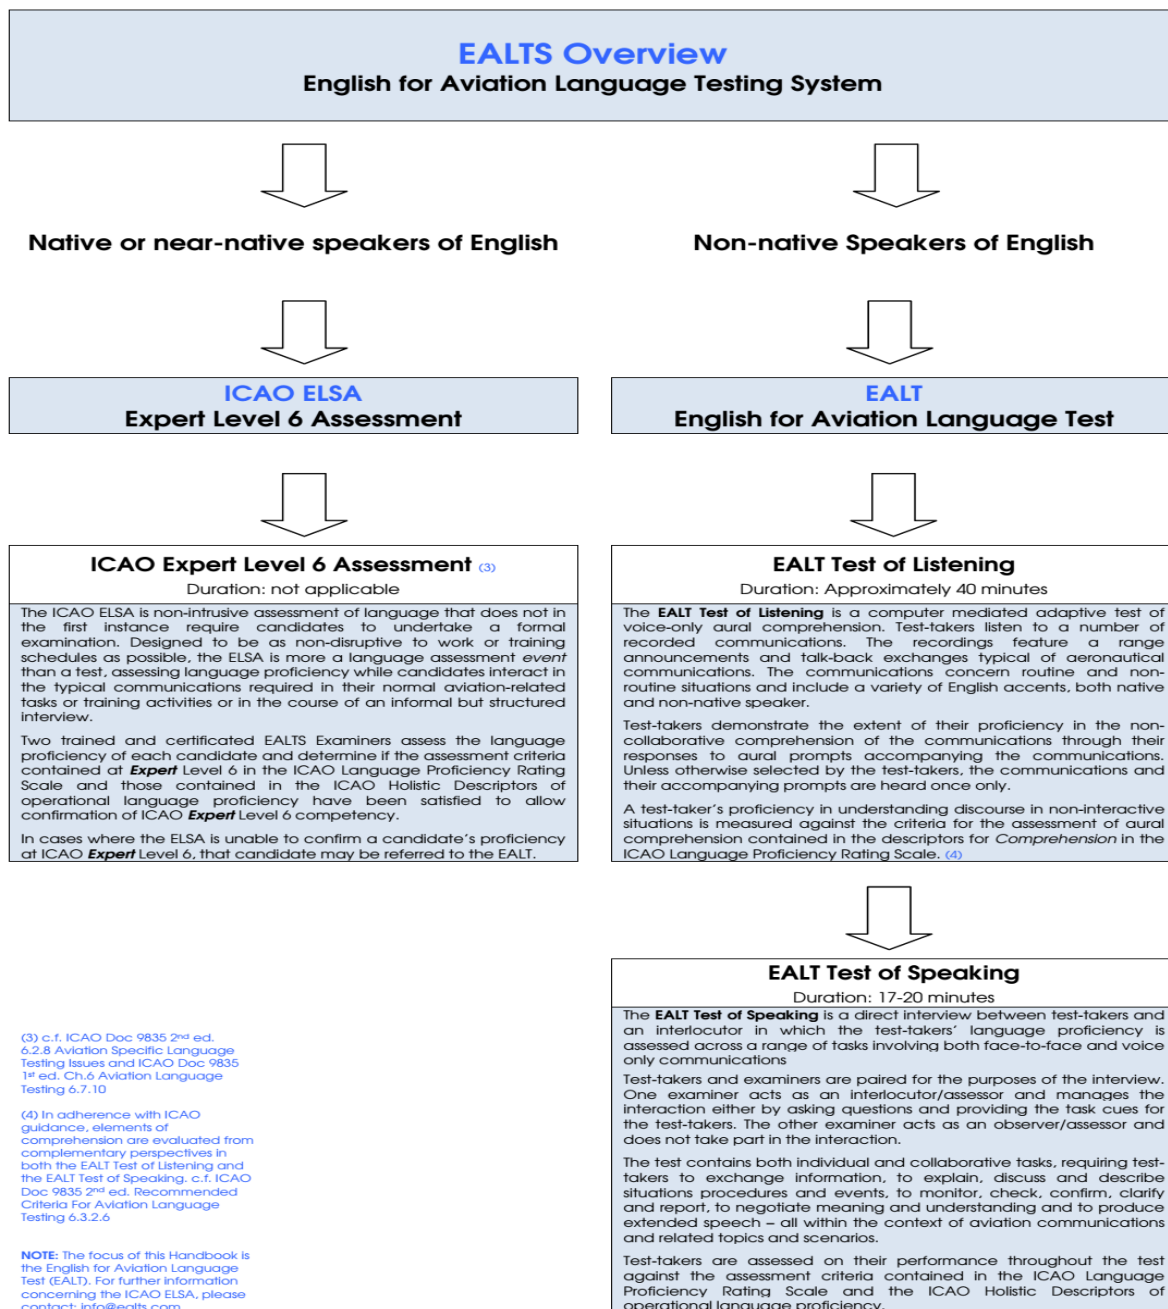 EALTS Overview
English for Aviation Language Testing System
Native or near-native speakers of English
Non-native Speakers of English
ICAO ELSA
Expert Level 6 Assessment
EALT
English for Aviation Language Test
ICAO Expert Level 6 Assessment (3)
Duration: not applicable
The ICAO ELSA is non-intrusive assessment of language that does not in
the first instance require candidates to undertake a formal
examination. Designed to be as non-disruptive to work or training
schedules as possible, the ELSA is more a language assessment event
than a test, assessing language proficiency while candidates interact in
the typical communications required in their normal aviation-related
tasks or training activities or in the course of an informal but structured
interview.
Two trained and certificated EALTS Examiners assess the language
proficiency of each candidate and determine if the assessment criteria
contained at Expert Level 6 in the ICAO Language Proficiency Rating
Scale and those contained in the ICAO Holistic Descriptors of
operational language proficiency have been satisfied to allow
confirmation of ICAO Expert Level 6 competency.
In cases where the ELSA is unable to confirm a candidate's proficiency
at ICAO Expert Level 6, that candidate may be referred to the EALT.
EALT Test of Listening
Duration: Approximately 40 minutes
The EALT Test of Listening is a computer mediated adaptive test of
voice-only aural comprehension. Test-takers listen to a number of
recorded communications. The recordings feature a range
announcements and talk-back exchanges typical of aeronautical
communications. The communications concern routine and non-
routine situations and include a variety of English accents, both native
and non-native speaker.
Test-takers demonstrate the extent of their proficiency in the non-
collaborative comprehension of the communications through their
responses to aural prompts accompanying the communications.
Unless otherwise selected by the test-takers, the communications and
their accompanying prompts are heard once only.
A test-taker's proficiency in understanding discourse in non-interactive
situations is measured against the criteria for the assessment of aural
comprehension contained in the descriptors for Comprehension in the
ICAO Language Proficiency Rating Scale. (4)
EALT Test of Speaking
Duration: 17-20 minutes
The EALT Test of Speaking is a direct interview between test-takers and
an interlocutor in which the test-takers' language proficiency is
assessed across a range of tasks involving both face-to-face and voice
only communications
Test-takers and examiners are paired for the purposes of the interview.
One examiner acts as an interlocutor/assessor and manages the
interaction either by asking questions and providing the task cues for
the test-takers. The other examiner acts as an observer/assessor and
does not take part in the interaction.
The test contains both individual and collaborative tasks, requiring test-
takers to exchange information, to explain, discuss and describe
situations procedures and events, to monitor, check, confirm, clarify
and report, to negotiate meaning and understanding and to produce
extended speech – all within the context of aviation communications
and related topics and scenarios.
Test-takers are assessed on their performance throughout the test
against the assessment criteria contained in the ICAO Language
Proficiency Rating Scale and the ICAO Holistic Descriptors of
operational language proficiency.
(3) c.f. ICAO Doc 9835 2nd ed.
6.2.8 Aviation Specific Language
Testing Issues and ICAO Doc 9835
1st ed. Ch.6 Aviation Language
Testing 6.7.10
(4) In adherence with ICAO
guidance, elements of
comprehension are evaluated from
complementary perspectives in
both the EALT Test of Listening and
the EALT Test of Speaking. c.f. ICAO
Doc 9835 2nd ed. Recommended
Criteria For Aviation Language
Testing 6.3.2.6
NOTE: The focus of this Handbook is
the English for Aviation Language
Test (EALT). For further information
concerning the ICAO ELSA, please
contact: info@ealts.com